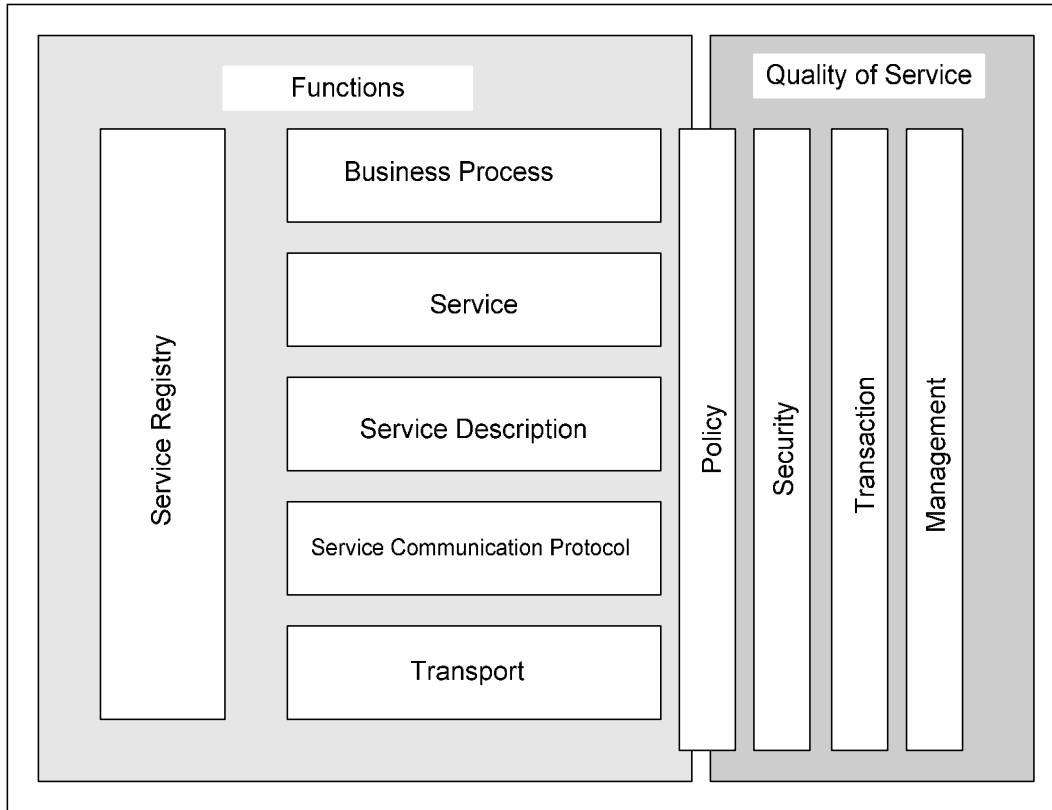 Functions
Quality of Service
Service Registry
Business Process
Service
Service Description
Service Communication Protocol
Transport
Policy
Security
Transaction
Management